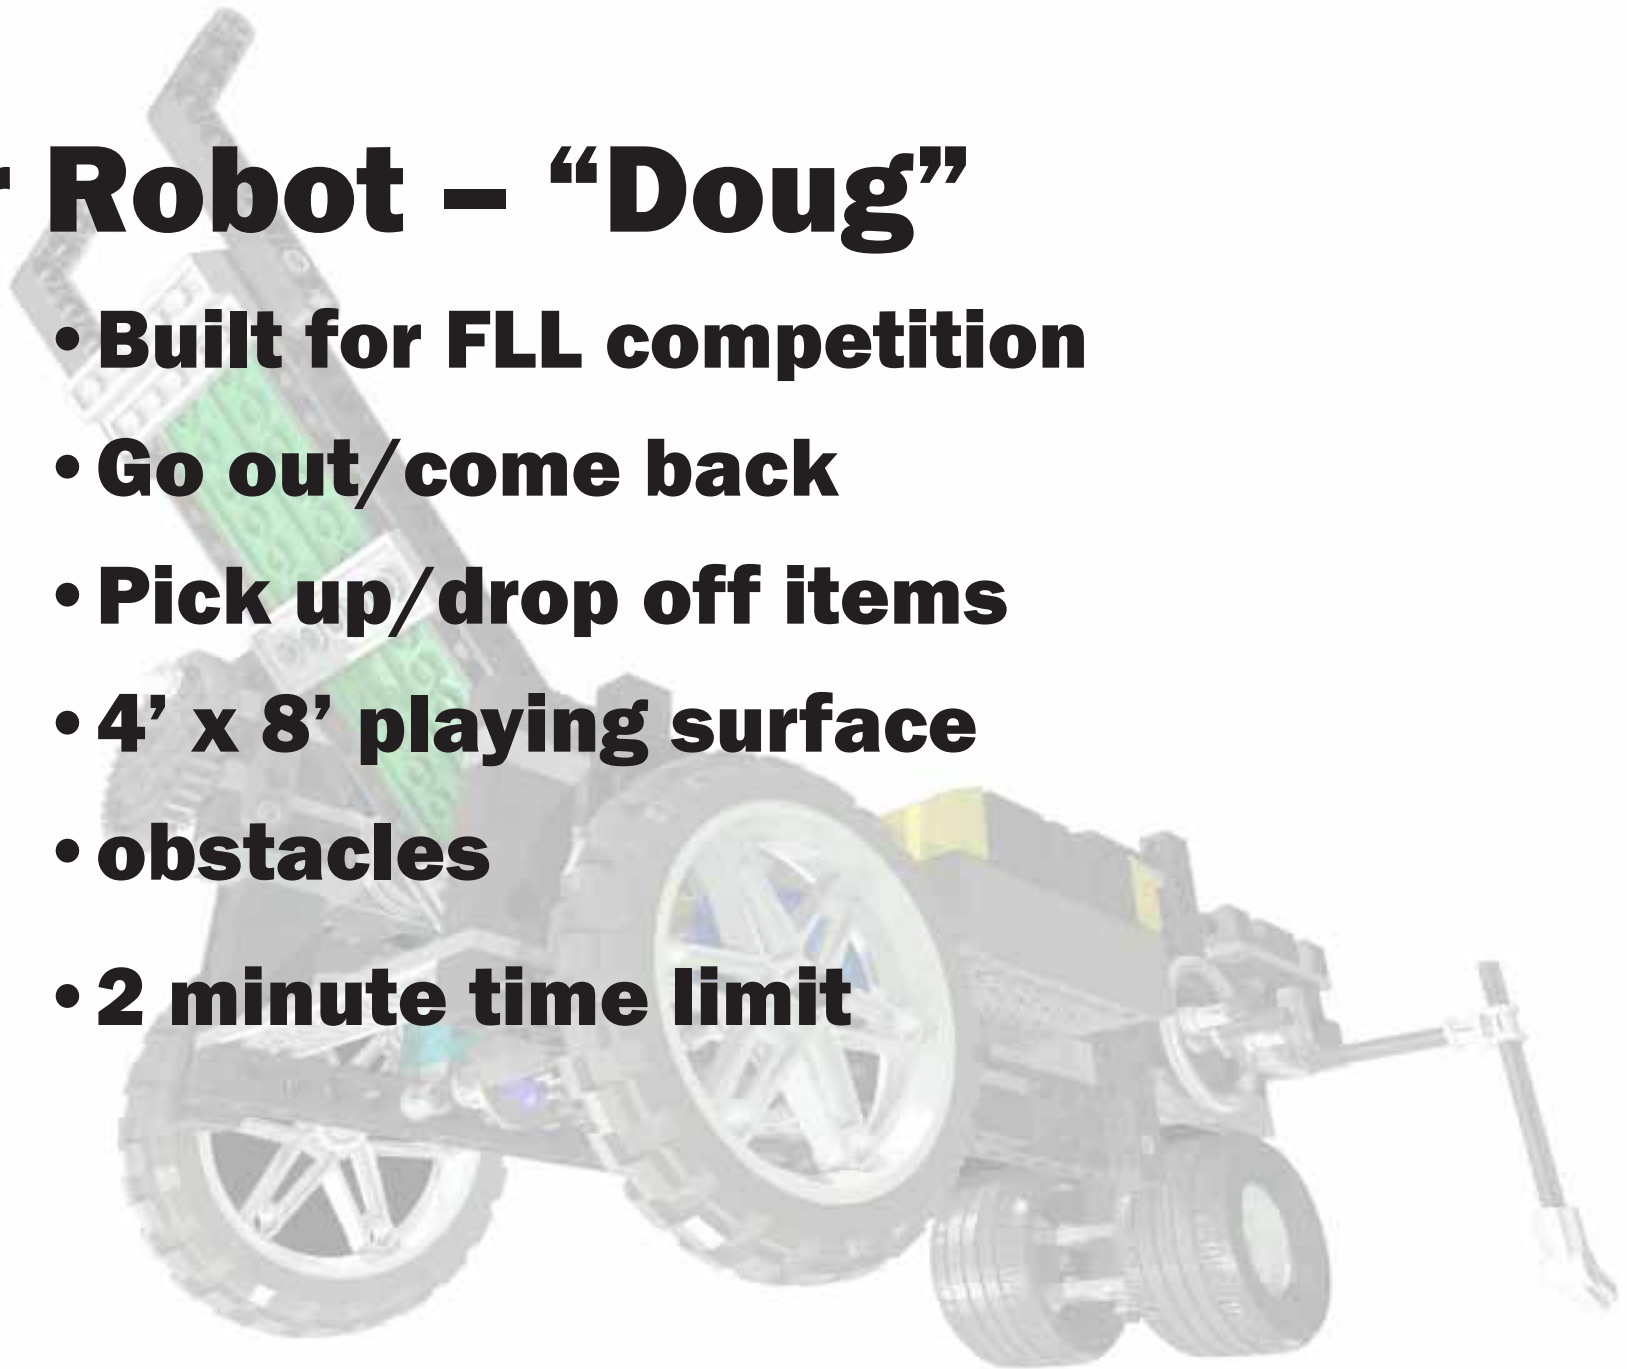 r Robot – “Doug”
• Built for FLL competition
• Go out/come back
• Pick up/drop off items
• 4’ x 8’ playing surface
• obstacles
• 2 minute time limit